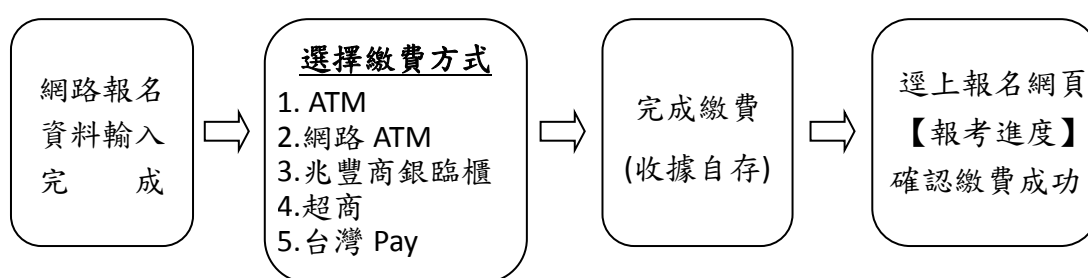 網路報名
資料輸入
完 成
選擇繳費方式
1. ATM
2.網路 ATM
3.兆豐商銀臨櫃
4.超商
5.台灣 Pay
完成繳費
(收據自存)
逕上報名網頁
【報考進度】
確認繳費成功